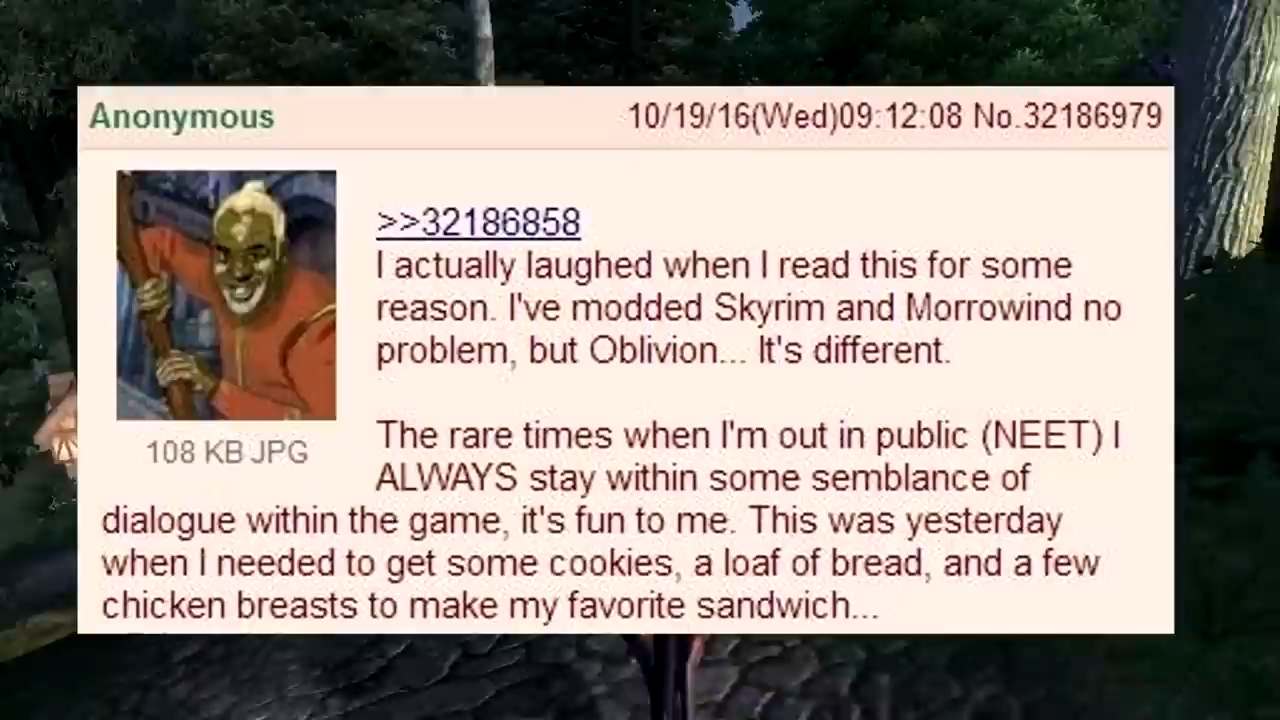 Anonymous 10/19/16(Wed)09:12:08 No.32186979
>>32186858
I actually laughed when I read this for some
reason. I've modded Skyrim and Morrowind no
problem, but Oblivion... It's different.
108 KB JPG
The rare times when I'm out in public (NEET) I
ALWAYS stay within some semblance of
dialogue within the game, it's fun to me. This was yesterday
when I needed to get some cookies, a loaf of bread, and a few
chicken breasts to make my favorite sandwich...